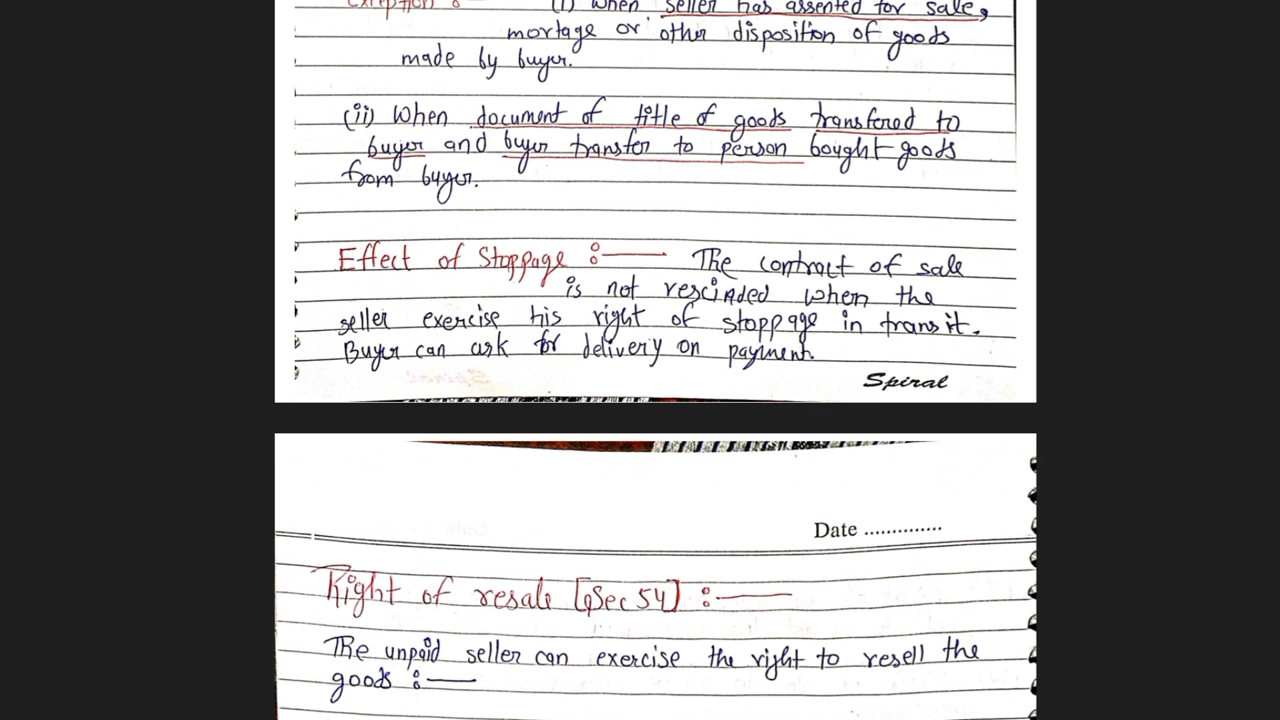 Exception :— (i) When seller has assented for sale,
mortage or other disposition of goods
made by buyer.
(ii) When document of title of goods transfered to
buyer and buyer transfer to person bought goods
from buyer.
Effect of Stoppage :— The contract of sale
is not rescinded when the
seller exercise his right of stoppage in transit.
Buyer can ask for delivery on payment.
Spiral
Date ..............
Right of resale [Sec 54] :—
The unpaid seller can exercise the right to resell the
goods :—